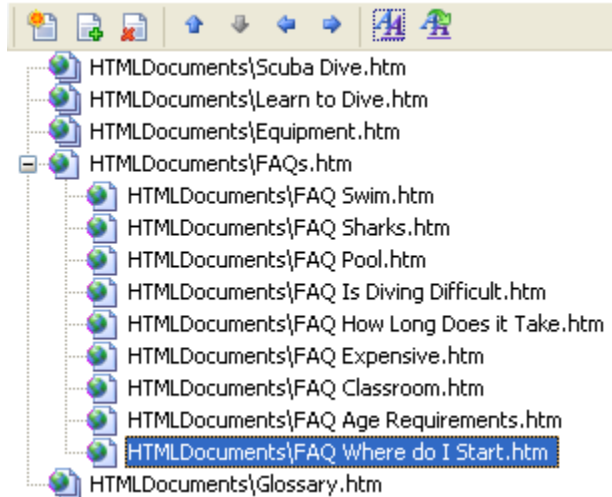 HTMLDocuments\Scuba Dive.htm
HTMLDocuments\Learn to Dive.htm
HTMLDocuments\Equipment.htm
HTMLDocuments\FAQs.htm
HTMLDocuments\FAQ Swim.htm
HTMLDocuments\FAQ Sharks.htm
HTMLDocuments\FAQ Pool.htm
HTMLDocuments\FAQ Is Diving Difficult.htm
HTMLDocuments\FAQ How Long Does it Take.htm
HTMLDocuments\FAQ Expensive.htm
HTMLDocuments\FAQ Classroom.htm
HTMLDocuments\FAQ Age Requirements.htm
HTMLDocuments\FAQ Where do I Start.htm
HTMLDocuments\Glossary.htm